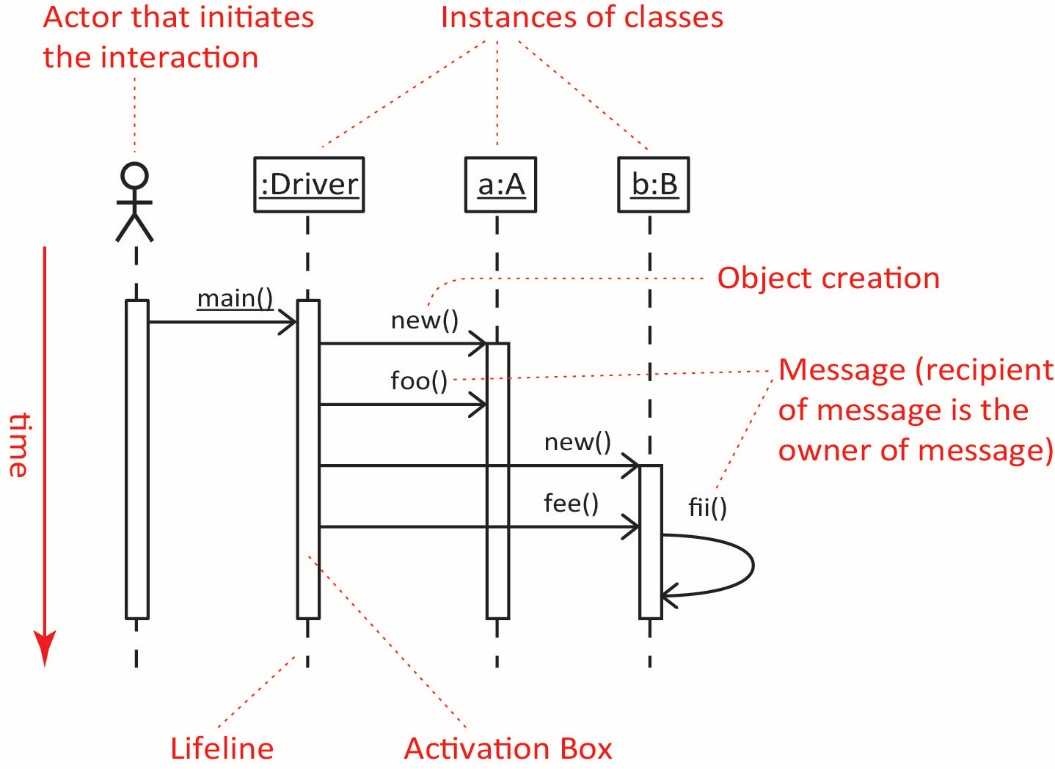 Actor that initiates
the interaction
Instances of classes
:Driver
a:A
b:B
Object creation
main()
new()
foo()
Message (recipient
of message is the
owner of message)
new()
fee()
fii()
time
Lifeline
Activation Box